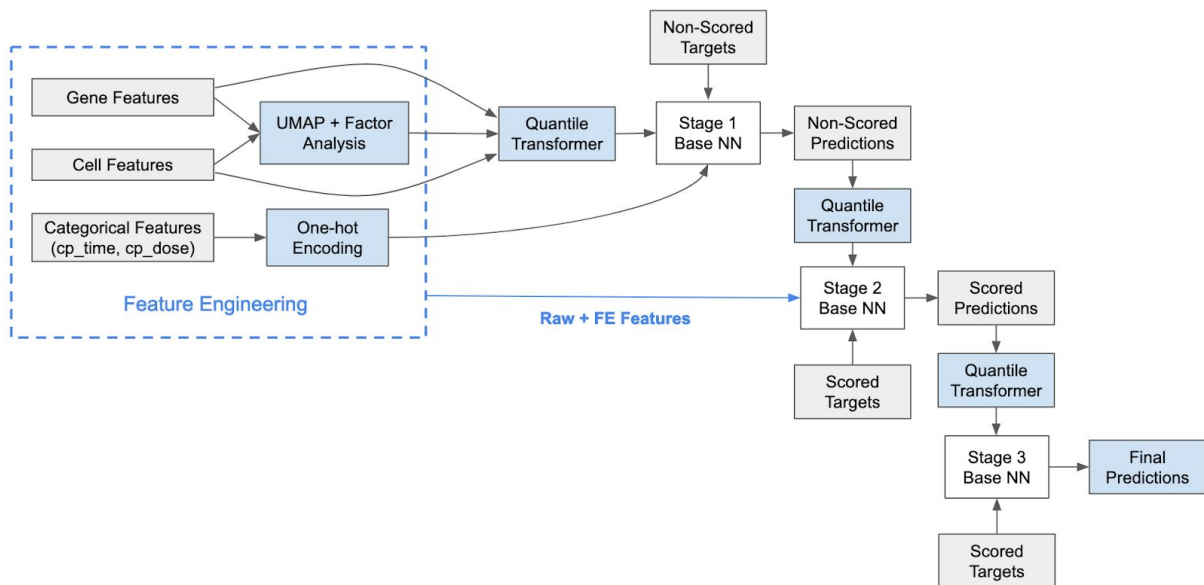 Non-Scored
Targets
Gene Features
UMAP + Factor
Analysis
Quantile
Transformer
Stage 1
Base NN
Non-Scored
Predictions
Cell Features
Categorical Features
(cp_time, cp_dose)
One-hot
Encoding
Quantile
Transformer
Feature Engineering
Raw + FE Features
Stage 2
Base NN
Scored
Predictions
Scored
Targets
Quantile
Transformer
Stage 3
Base NN
Final
Predictions
Scored
Targets